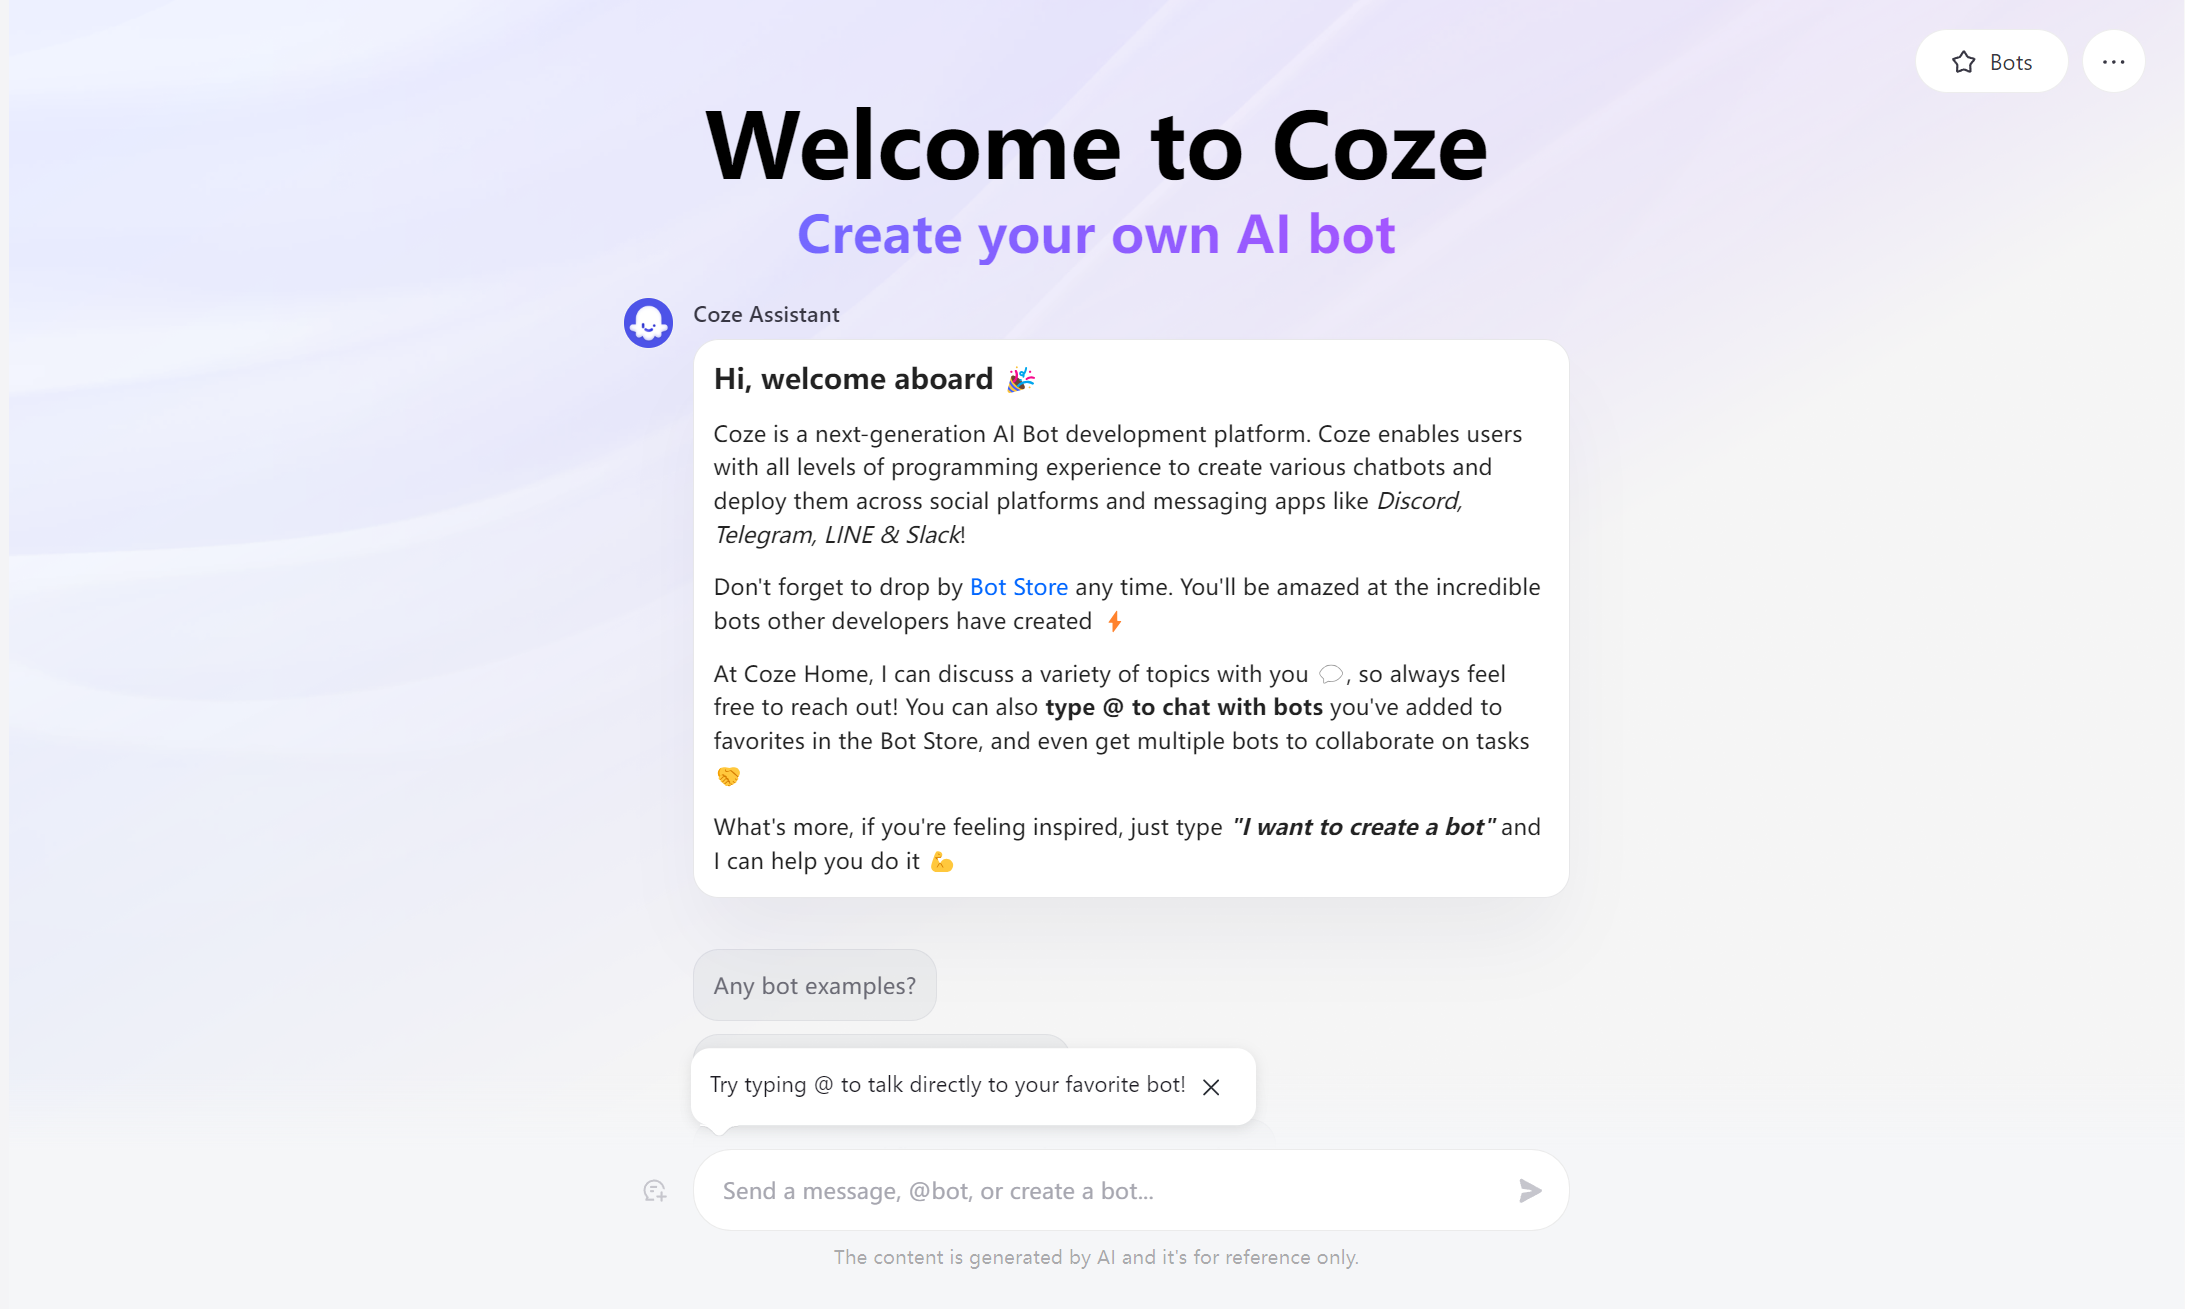 Bots
Welcome to Coze
Create your own AI bot
Coze Assistant
Hi, welcome aboard 🎉
Coze is a next-generation AI Bot development platform. Coze enables users
with all levels of programming experience to create various chatbots and
deploy them across social platforms and messaging apps like Discord,
Telegram, LINE & Slack!
Don't forget to drop by Bot Store any time. You'll be amazed at the incredible
bots other developers have created ⚡
At Coze Home, I can discuss a variety of topics with you 💬, so always feel
free to reach out! You can also type @ to chat with bots you've added to
favorites in the Bot Store, and even get multiple bots to collaborate on tasks
🤝
What's more, if you're feeling inspired, just type "I want to create a bot" and
I can help you do it 💪
Any bot examples?
Try typing @ to talk directly to your favorite bot!
Send a message, @bot, or create a bot...
The content is generated by AI and it's for reference only.